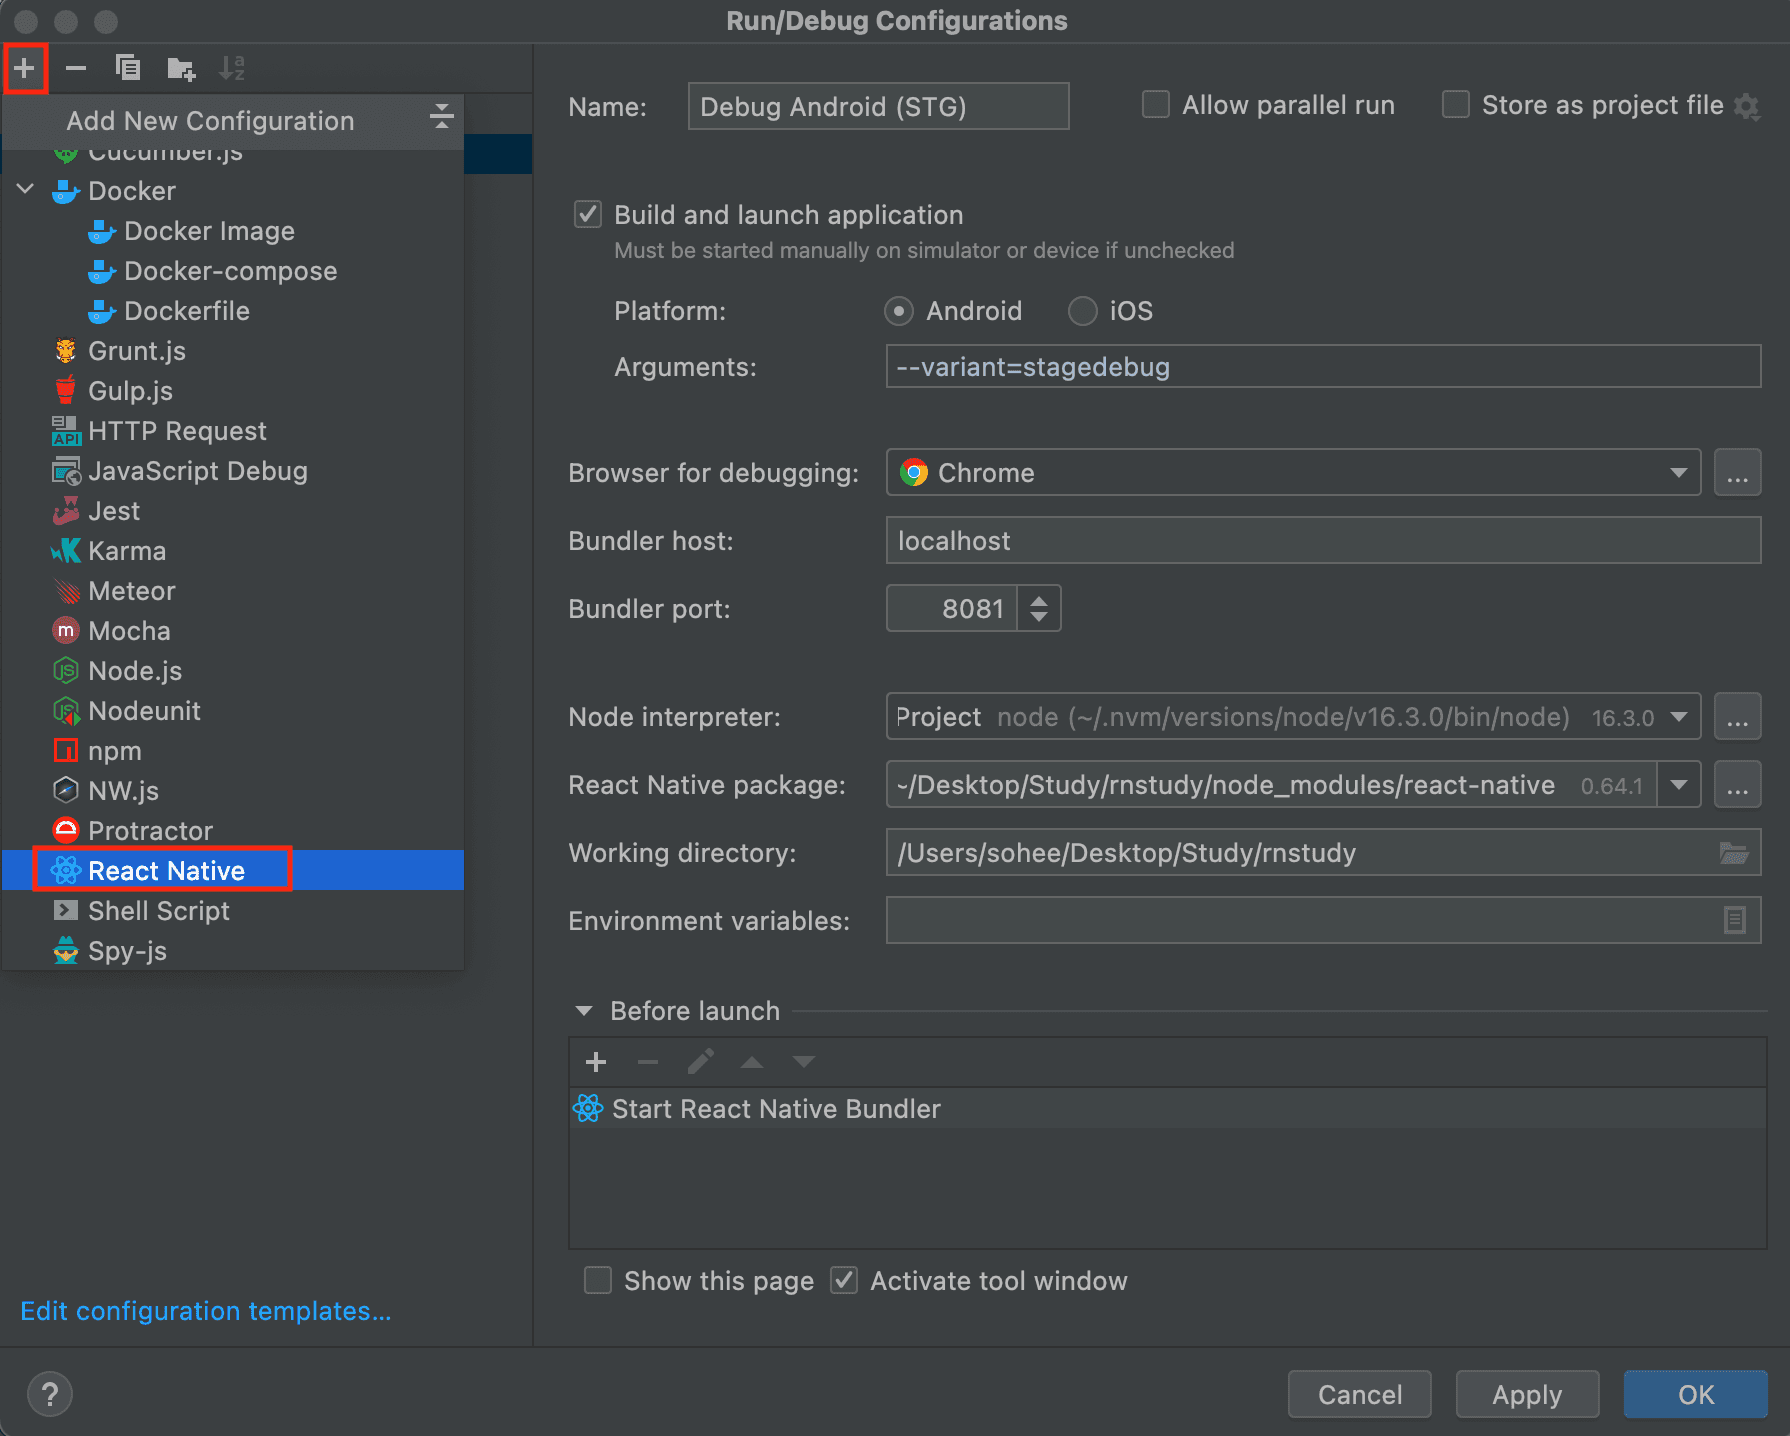 Run/Debug Configurations
Add New Configuration
Cucumber.js
Docker
Docker Image
Docker-compose
Dockerfile
Grunt.js
Gulp.js
API HTTP Request
JavaScript Debug
Jest
Karma
Meteor
m Mocha
JS Node.js
JS Nodeunit
npm
NW.js
Protractor
React Native
Shell Script
Spy-js
Edit configuration templates...
Name: Debug Android (STG) Allow parallel run Store as project file
Build and launch application
Must be started manually on simulator or device if unchecked
Platform: Android iOS
Arguments: --variant=stagedebug
Browser for debugging: Chrome ...
Bundler host: localhost
Bundler port: 8081
Node interpreter: Project node (~/.nvm/versions/node/v16.3.0/bin/node) 16.3.0 ...
React Native package: ~/Desktop/Study/rnstudy/node_modules/react-native 0.64.1 ...
Working directory: /Users/sohee/Desktop/Study/rnstudy
Environment variables:
Before launch
Start React Native Bundler
Show this page Activate tool window
? Cancel Apply OK